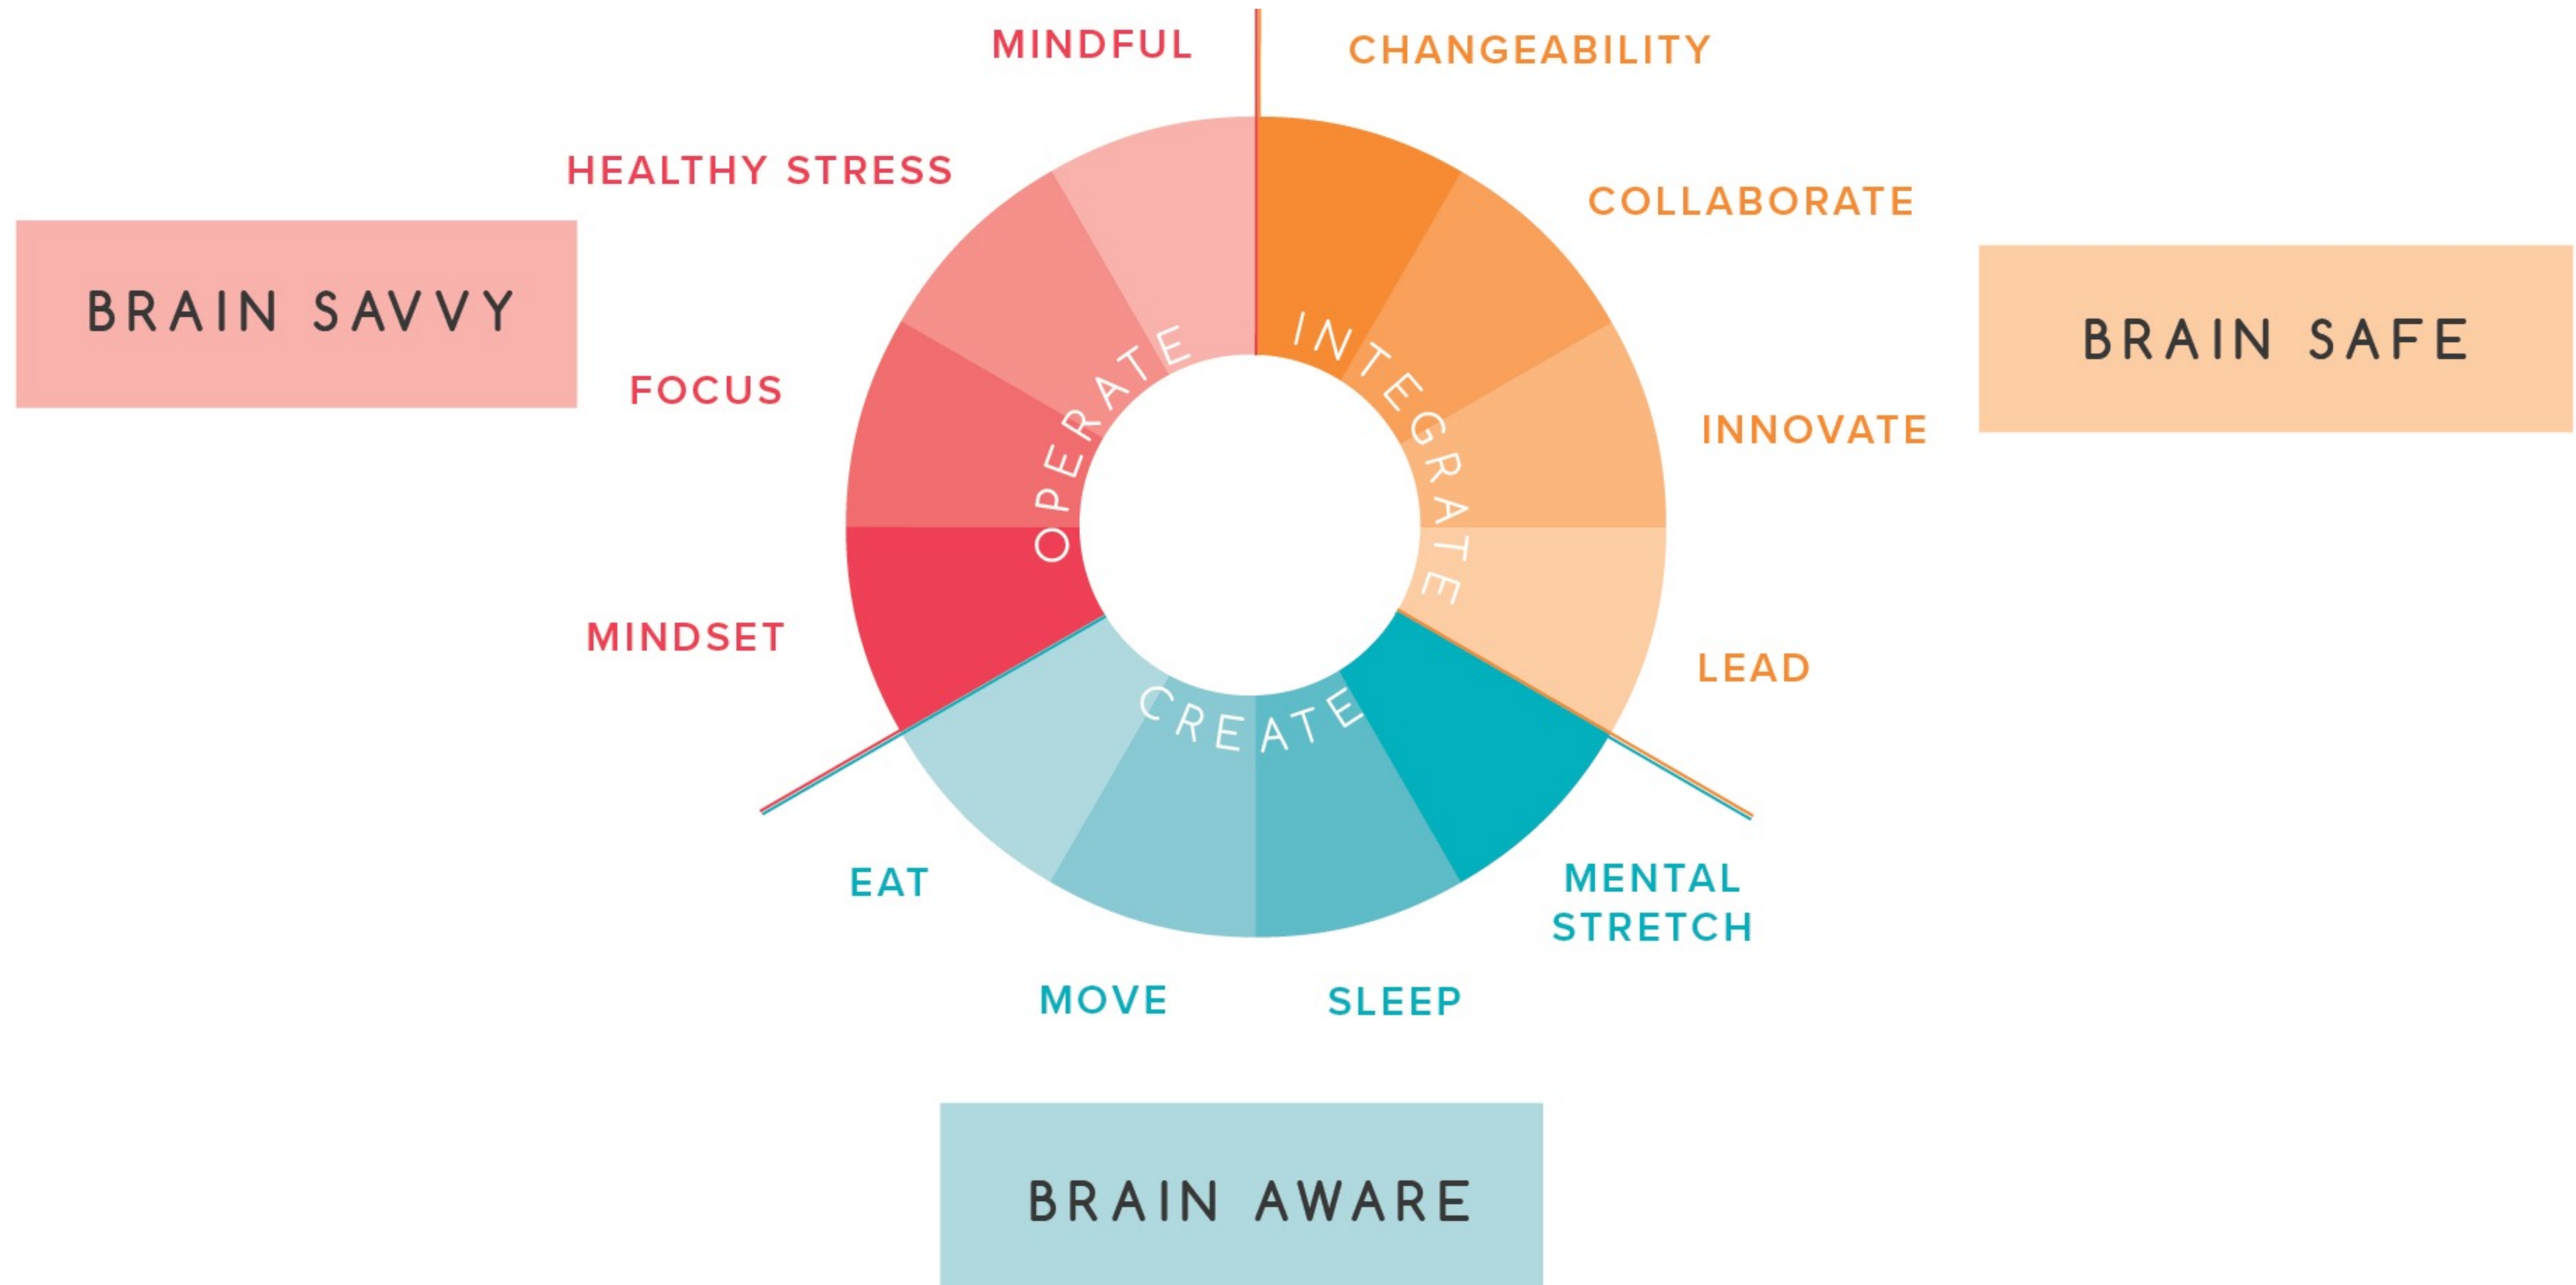 MINDFUL
CHANGEABILITY
HEALTHY STRESS
COLLABORATE
BRAIN SAVVY
BRAIN SAFE
FOCUS
INNOVATE
OPERATE
INTEGRATE
MINDSET
LEAD
CREATE
EAT
MENTAL
STRETCH
MOVE
SLEEP
BRAIN AWARE